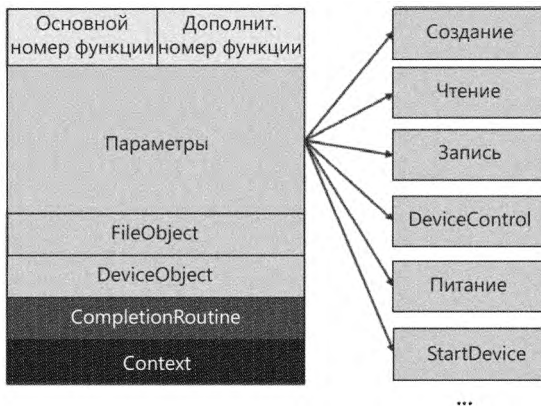 Основной
номер функции
Дополнит.
номер функции
Параметры
FileObject
DeviceObject
CompletionRoutine
Context
Создание
Чтение
Запись
DeviceControl
Питание
StartDevice
...